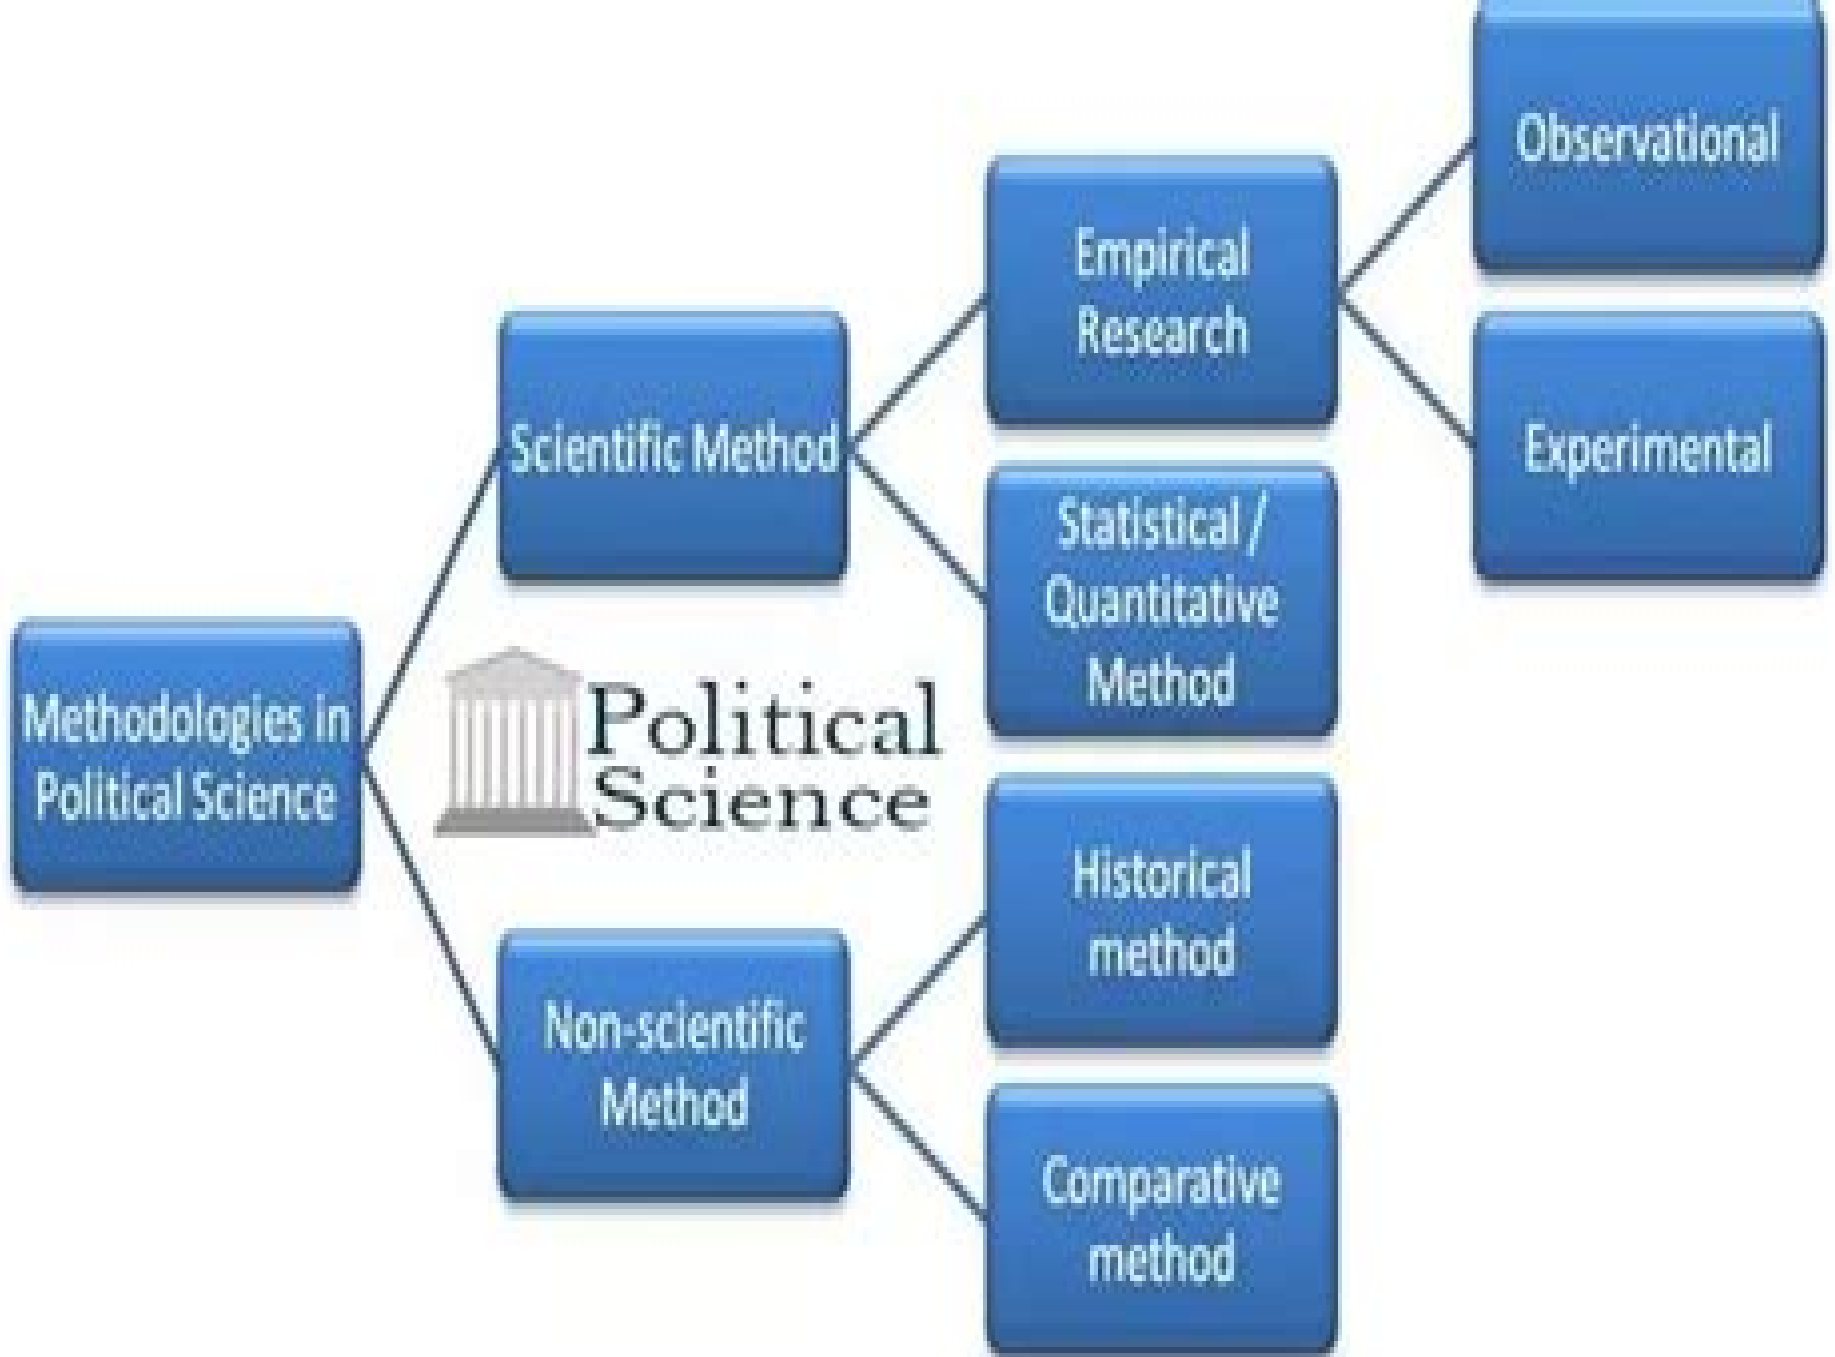 Methodologies in
Political Science
Scientific Method
Non-scientific
Method
Political
Science
Empirical
Research
Statistical /
Quantitative
Method
Historical
method
Comparative
method
Observational
Experimental